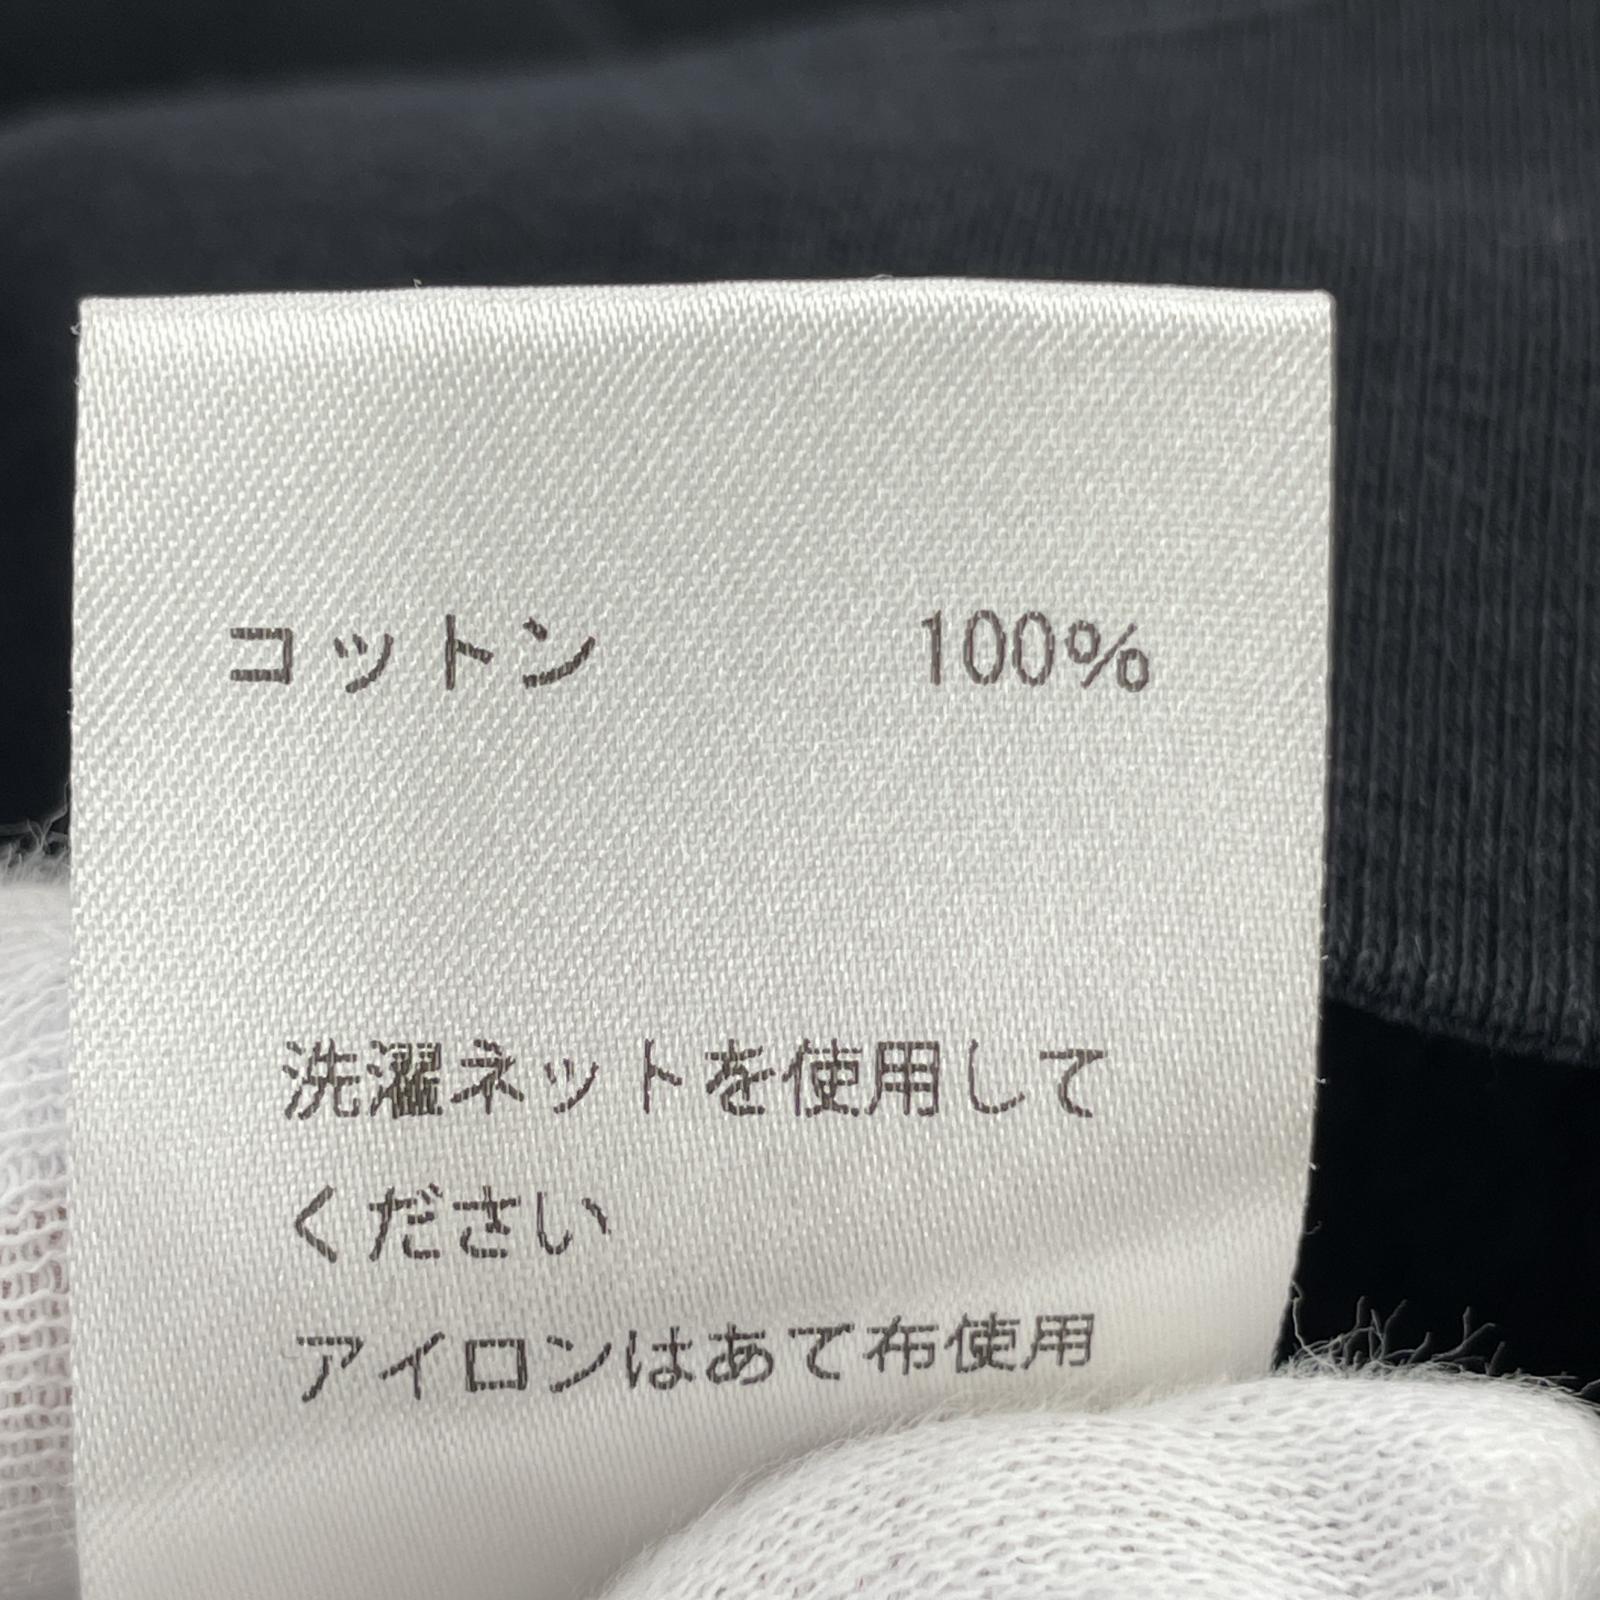 コットン 100%
洗濯ネットを使用して
ください
アイロンはあて布使用